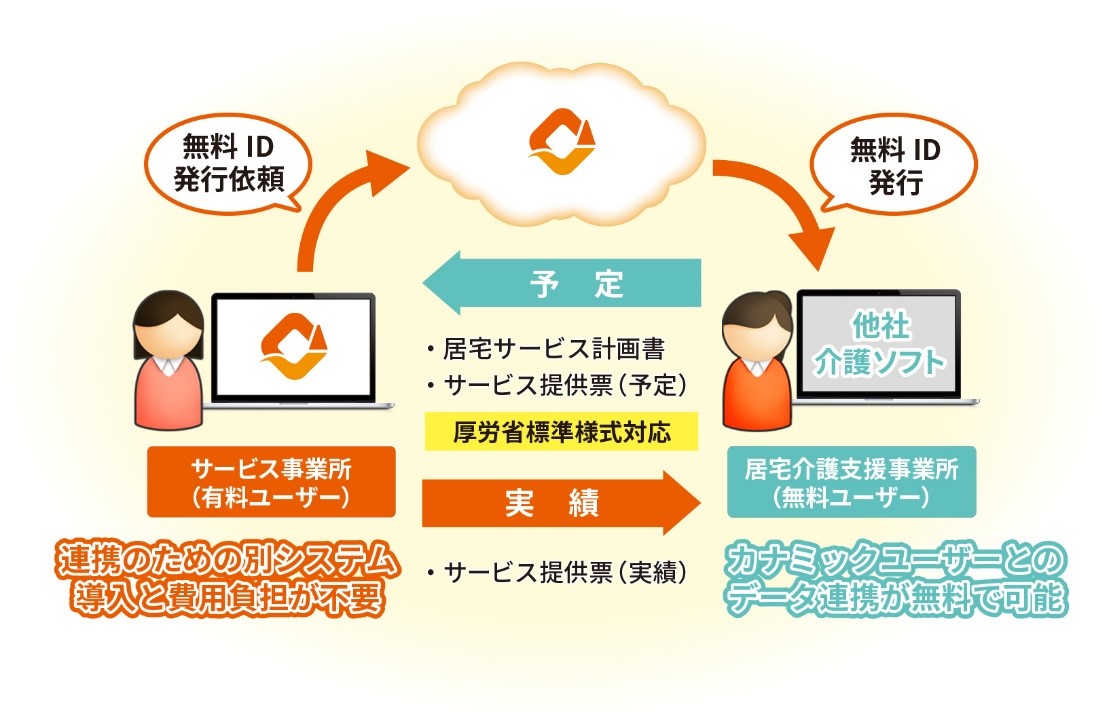 無料 ID
発行依頼
無料 ID
発行
予 定
・居宅サービス計画書
・サービス提供票（予定）
厚労省標準様式対応
実 績
・サービス提供票（実績）
サービス事業所
（有料ユーザー）
連携のための別システム
導入と費用負担が不要
他社
介護ソフト
居宅介護支援事業所
（無料ユーザー）
カナミックユーザーとの
データ連携が無料で可能